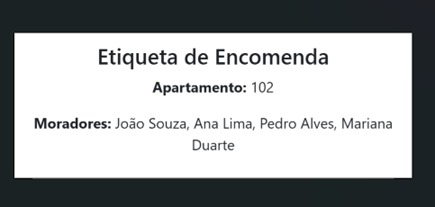 Etiqueta de Encomenda
Apartamento: 102
Moradores: João Souza, Ana Lima, Pedro Alves, Mariana
Duarte